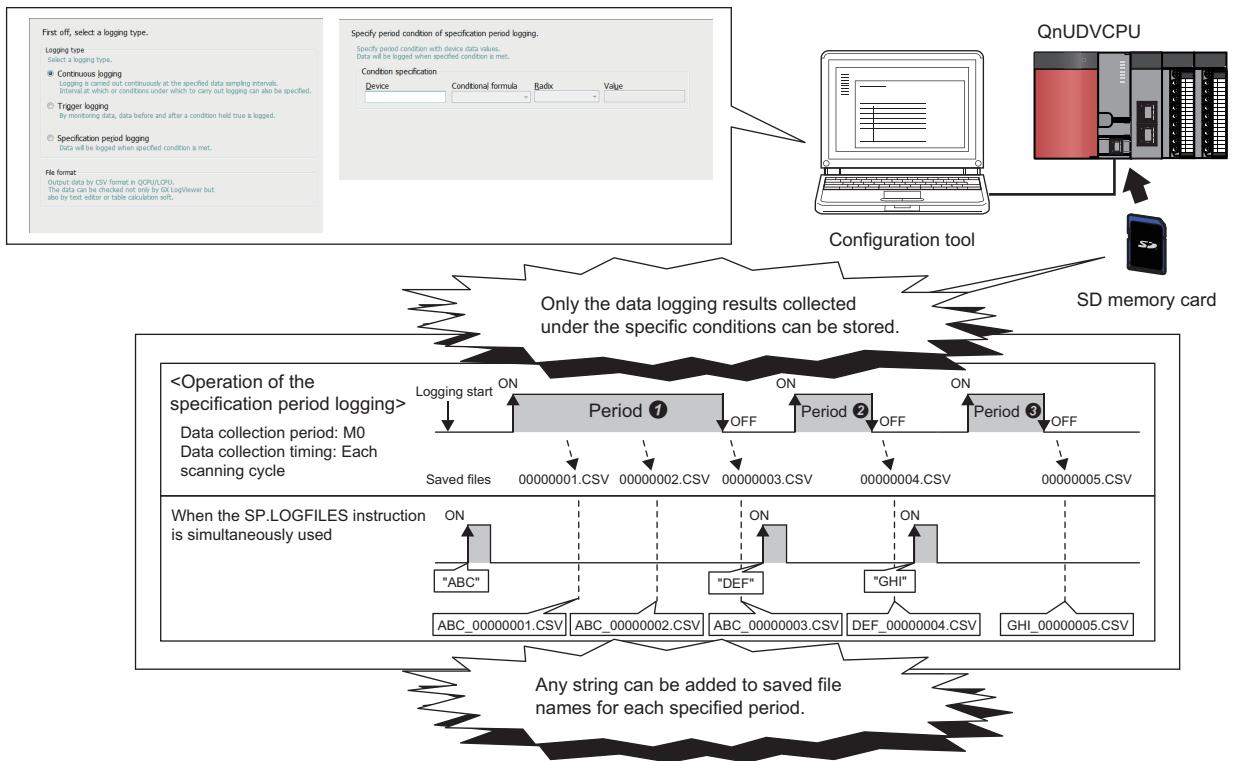 First off, select a logging type.
Logging type
Select a logging type.
Continuous logging
Logging is carried out continuously at the specified data sampling intervals.
Interval at which or conditions under which to carry out logging can also be specified.
Trigger logging
By monitoring data, data before and after a condition held true is logged.
Specification period logging
Data will be logged when specified condition is met.
File format
Output data by CSV format in QCPU/LCPU.
The data can be checked not only by GX LogViewer but
also by text editor or table calculation soft.
Specify period condition of specification period logging.
Specify period condition with device data values.
Data will be logged when specified condition is met.
Condition specification
Device Conditional formula Radix Value
QnUDVCPU
Configuration tool
SD
SD memory card
Only the data logging results collected
under the specific conditions can be stored.
<Operation of the
specification period logging>
Data collection period: M0
Data collection timing: Each
scanning cycle
Logging start
ON ON ON
Period ❶ Period ❷ Period ❸
OFF OFF OFF
Saved files 00000001.CSV 00000002.CSV 00000003.CSV 00000004.CSV 00000005.CSV
When the SP.LOGFILES instruction
is simultaneously used
ON ON ON
"ABC" "DEF" "GHI"
ABC_00000001.CSV ABC_00000002.CSV ABC_00000003.CSV DEF_00000004.CSV GHI_00000005.CSV
Any string can be added to saved file
names for each specified period.